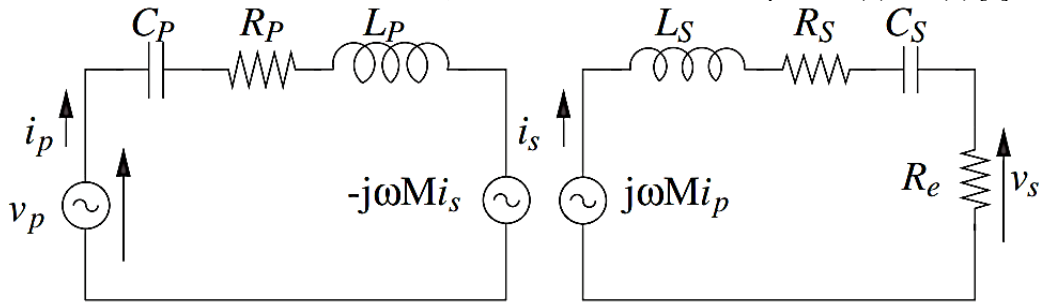 C_P R_P L_P L_S R_S C_S
i_p i_s
v_p -jωMi_s jωMi_p R_e v_s